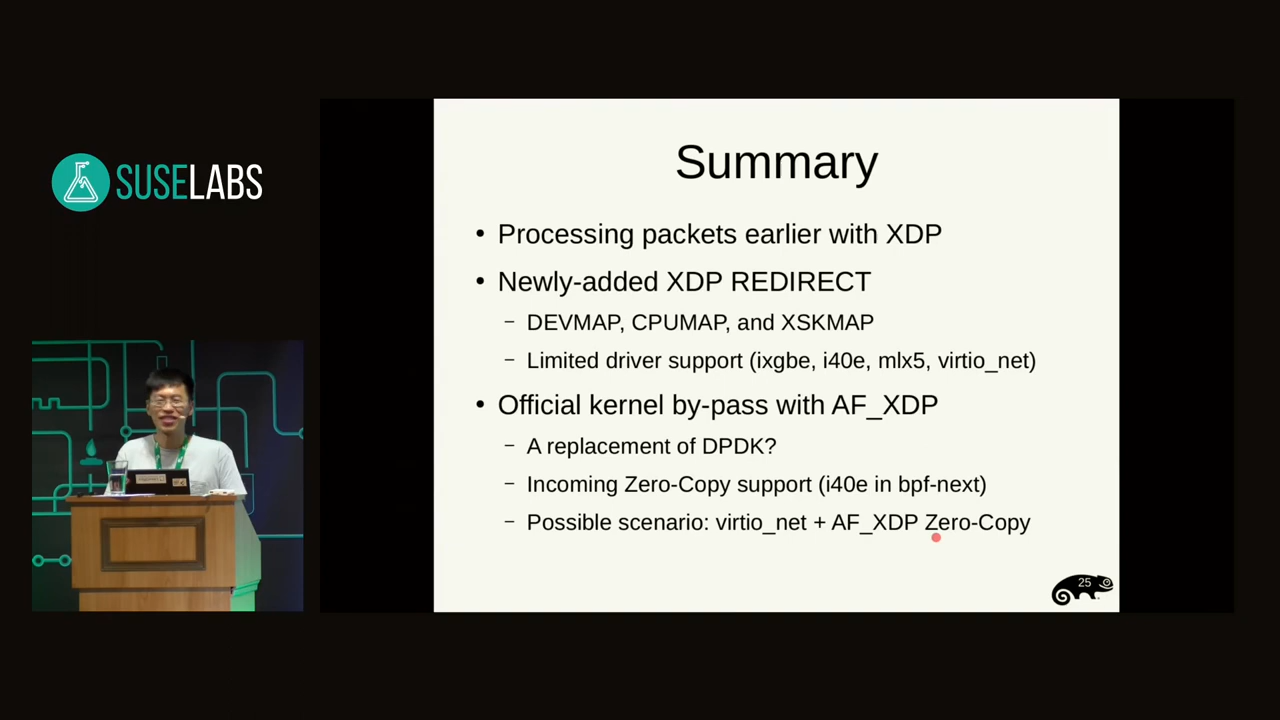 SUSELABS
Summary
• Processing packets earlier with XDP
• Newly-added XDP REDIRECT
– DEVMAP, CPUMAP, and XSKMAP
– Limited driver support (ixgbe, i40e, mlx5, virtio_net)
• Official kernel by-pass with AF_XDP
– A replacement of DPDK?
– Incoming Zero-Copy support (i40e in bpf-next)
– Possible scenario: virtio_net + AF_XDP Zero-Copy
25